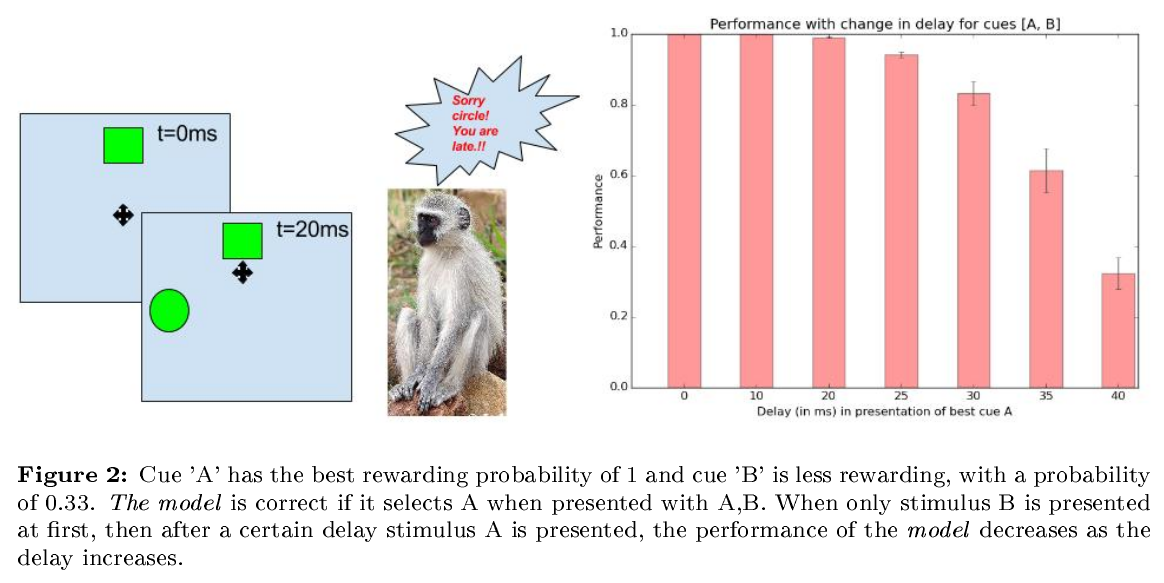 t=0ms
t=20ms
Sorry
circle!
You are
late.!!
Performance with change in delay for cues [A, B]
Performance
1.0
0.8
0.6
0.4
0.2
0.0
0 10 20 25 30 35 40
Delay (in ms) in presentation of best cue A
Figure 2: Cue 'A' has the best rewarding probability of 1 and cue 'B' is less rewarding, with a probability
of 0.33. The model is correct if it selects A when presented with A,B. When only stimulus B is presented
at first, then after a certain delay stimulus A is presented, the performance of the model decreases as the
delay increases.